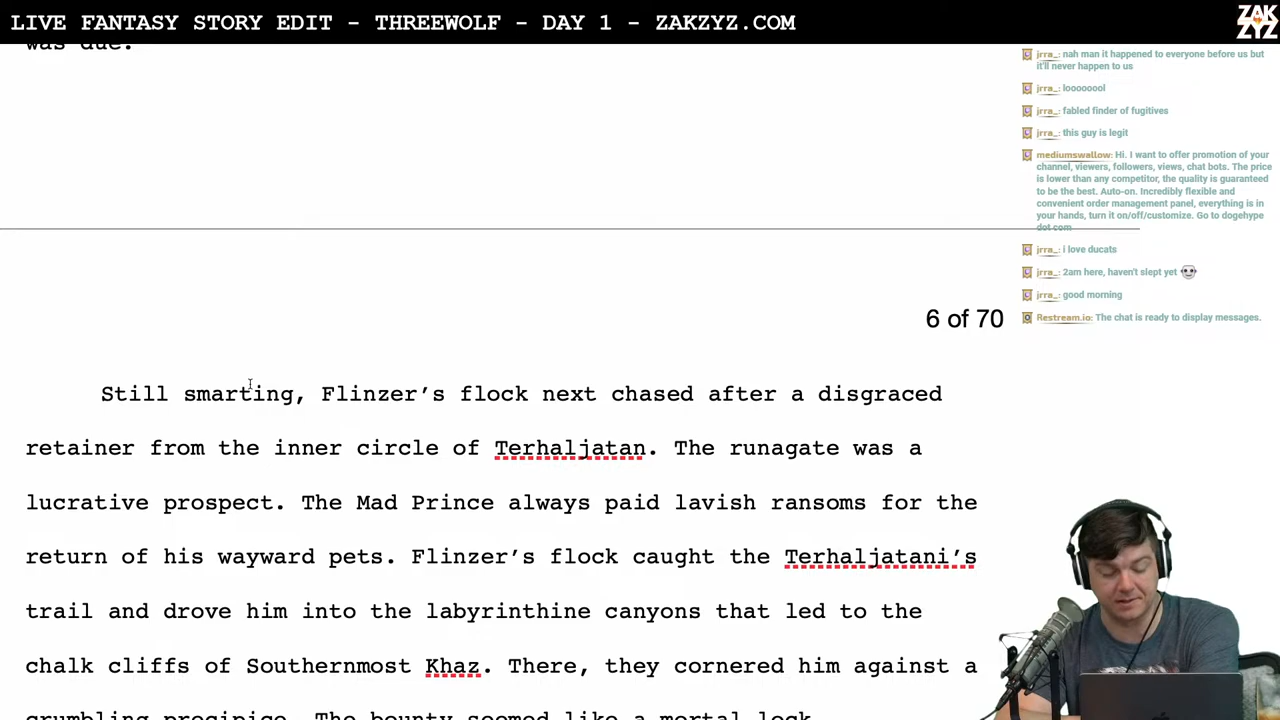 LIVE FANTASY STORY EDIT - THREEWOLF - DAY 1 - ZAKZYZ.COM
ZAK
ZYZ
was due.
jrra_: nah man it happened to everyone before us but
it'll never happen to us
jrra_: looooool
jrra_: fabled finder of fugitives
jrra_: this guy is legit
mediumswallow: Hi. I want to offer promotion of your
channel, viewers, followers, views, chat bots. The price
is lower than any competitor, the quality is guaranteed
to be the best. Auto-on. Incredibly flexible and
convenient order management panel, everything is in
your hands, turn it on/off/customize. Go to dogehype
dot com
jrra_: i love ducats
jrra_: 2am here, haven't slept yet
jrra_: good morning
Restream.io: The chat is ready to display messages.
6 of 70
Still smarting, Flinzer’s flock next chased after a disgraced
retainer from the inner circle of Terhaljatan. The runagate was a
lucrative prospect. The Mad Prince always paid lavish ransoms for the
return of his wayward pets. Flinzer’s flock caught the Terhaljatani’s
trail and drove him into the labyrinthine canyons that led to the
chalk cliffs of Southernmost Khaz. There, they cornered him against a
crumbling precipice. The bounty seemed like a mortal lock.